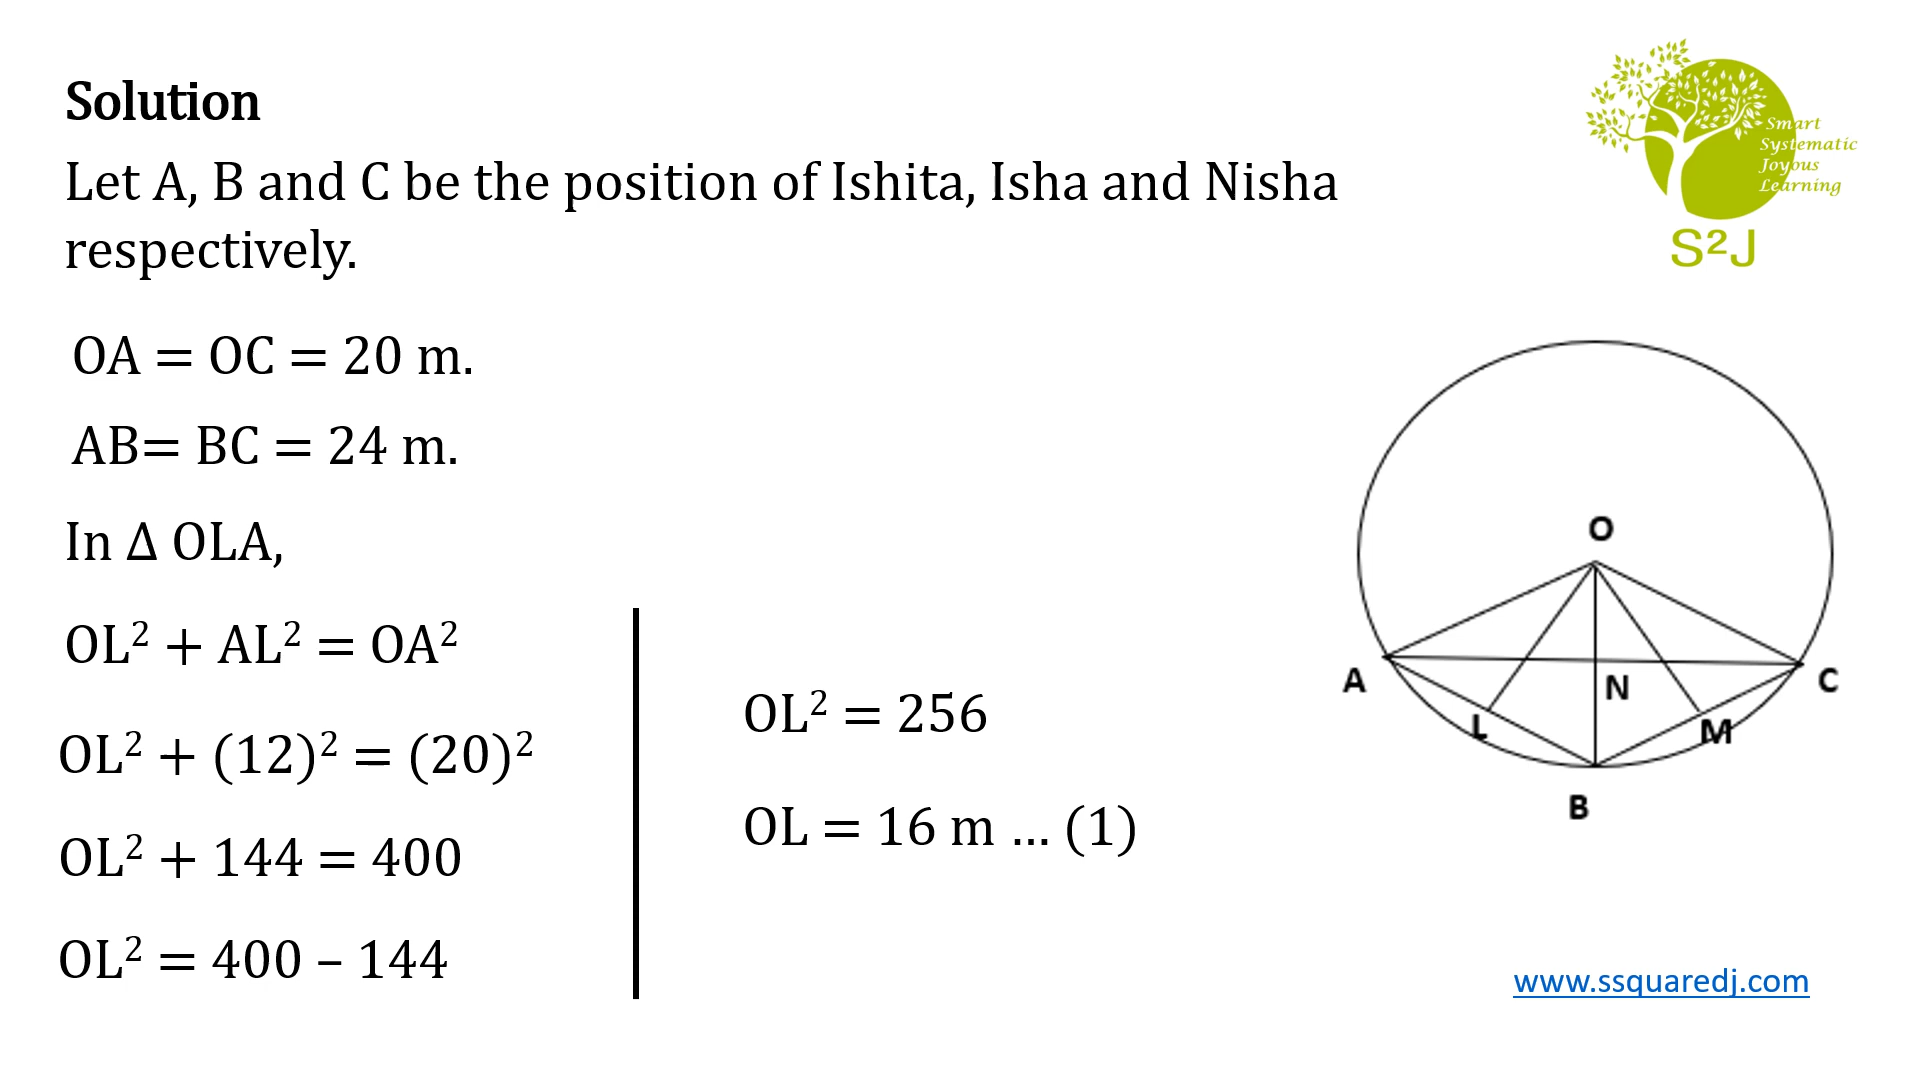 Solution
Let A, B and C be the position of Ishita, Isha and Nisha
respectively.
OA = OC = 20 m.
AB= BC = 24 m.
In Δ OLA,
OL² + AL² = OA²
OL² + (12)² = (20)²
OL² + 144 = 400
OL² = 400 – 144
OL² = 256
OL = 16 m ... (1)
Smart
Systematic
Joyous
Learning
S²J
O
A
N
C
L
M
B
www.ssquaredj.com